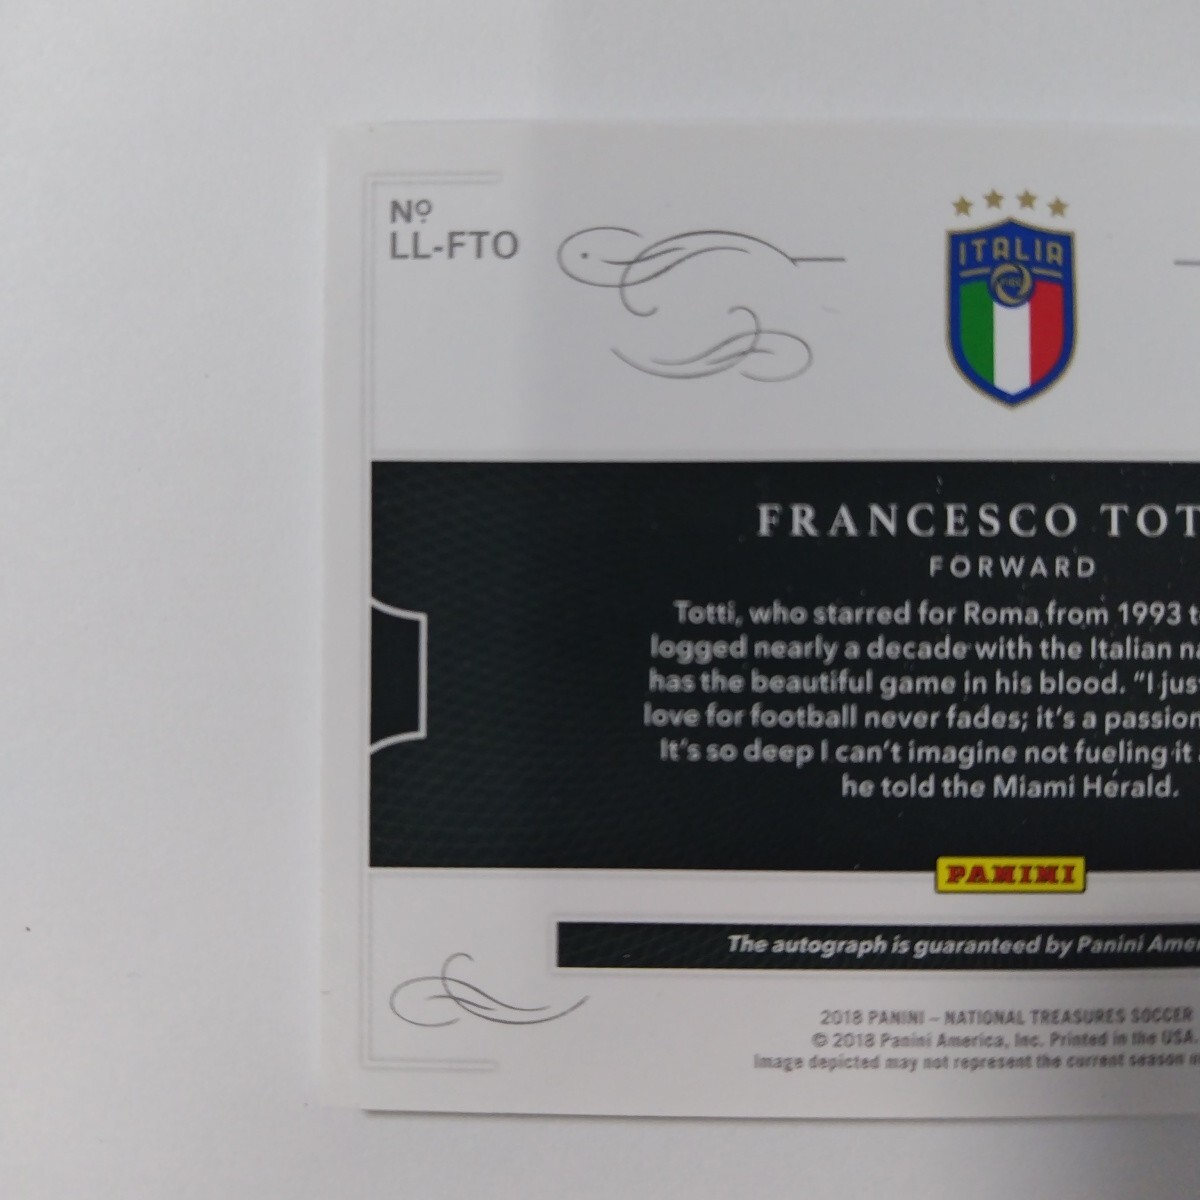 Nº
LL-FTO
ITALIA
FRANCESCO TOT
FORWARD
Totti, who starred for Roma from 1993 t
logged nearly a decade with the Italian na
has the beautiful game in his blood. "I jus
love for football never fades; it's a passion
It's so deep I can't imagine not fueling it
he told the Miami Herald.
PANINI
The autograph is guaranteed by Panini Amer
2018 PANINI – NATIONAL TREASURES SOCCER
© 2018 Panini America, Inc. Printed in the USA.
Image depicted may not represent the current season